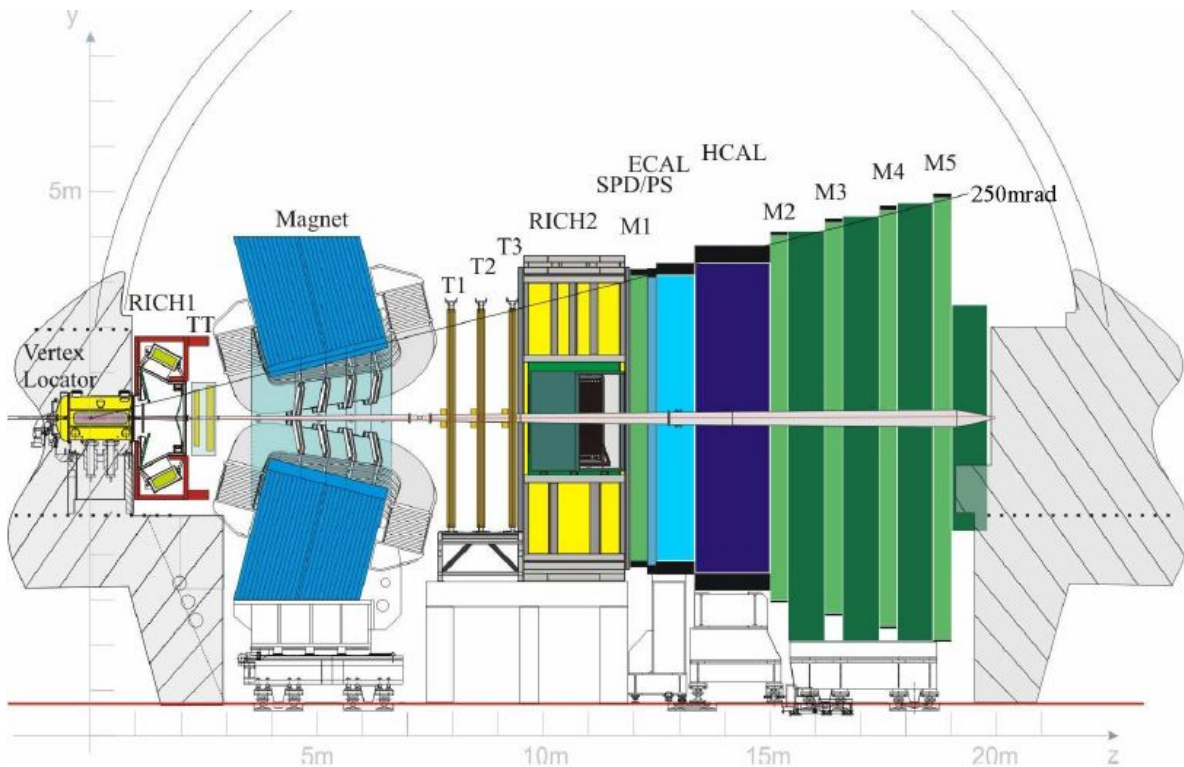 y
HCAL
ECAL
M5
SPD/PS
M4
5m
M3
250mrad
Magnet
RICH2
M1
M2
T3
T2
T1
RICH1
TT
Vertex
Locator
5m
10m
15m
20m
z